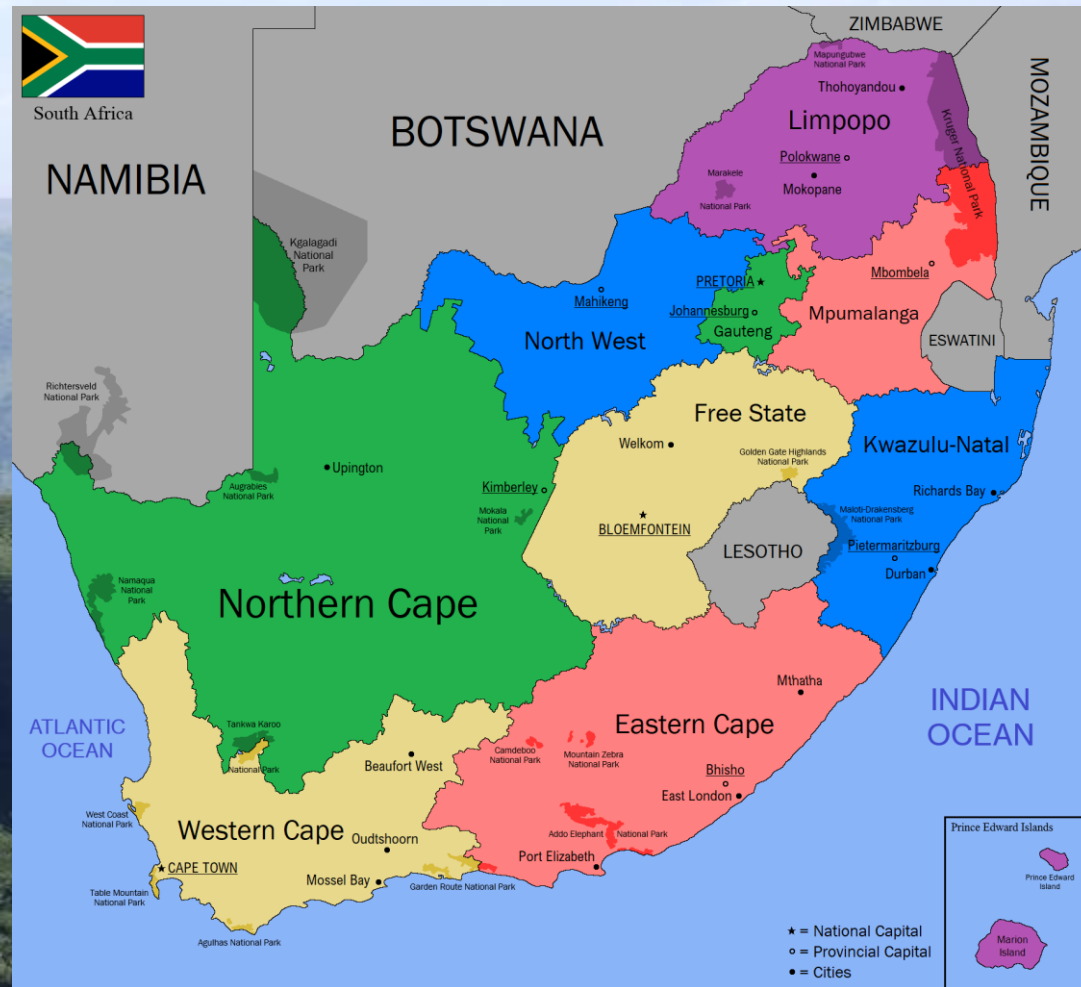 South Africa
ZIMBABWE
Mapungubwe
National Park
Thohoyandou
MOZAMBIQUE
BOTSWANA
Limpopo
Kruger National Park
NAMIBIA
Polokwane
Marakele
National Park
Mokopane
Kgalagadi
National
Park
PRETORIA
Mbombela
Mahikeng
Johannesburg
Gauteng
Mpumalanga
North West
ESWATINI
Richtersveld
National Park
Free State
Welkom
Kwazulu-Natal
Golden Gate Highlands
National Park
Upington
Augrabies
National Park
Kimberley
Richards Bay
Mokala
National
Park
BLOEMFONTEIN
Maloti-Drakensberg
National Park
LESOTHO
Pietermaritzburg
Durban
Namaqua
National
Park
Northern Cape
Mthatha
ATLANTIC
OCEAN
INDIAN
OCEAN
Tankwa Karoo
National Park
Eastern Cape
Camdeboo
National Park
Mountain Zebra
National Park
Beaufort West
Bhisho
East London
West Coast
National Park
Western Cape
Addo Elephant National Park
Oudtshoorn
Port Elizabeth
CAPE TOWN
Mossel Bay
Garden Route National Park
Table Mountain
National Park
Agulhas National Park
Prince Edward Islands
Prince Edward
Island
Marion
Island
★ = National Capital
○ = Provincial Capital
● = Cities